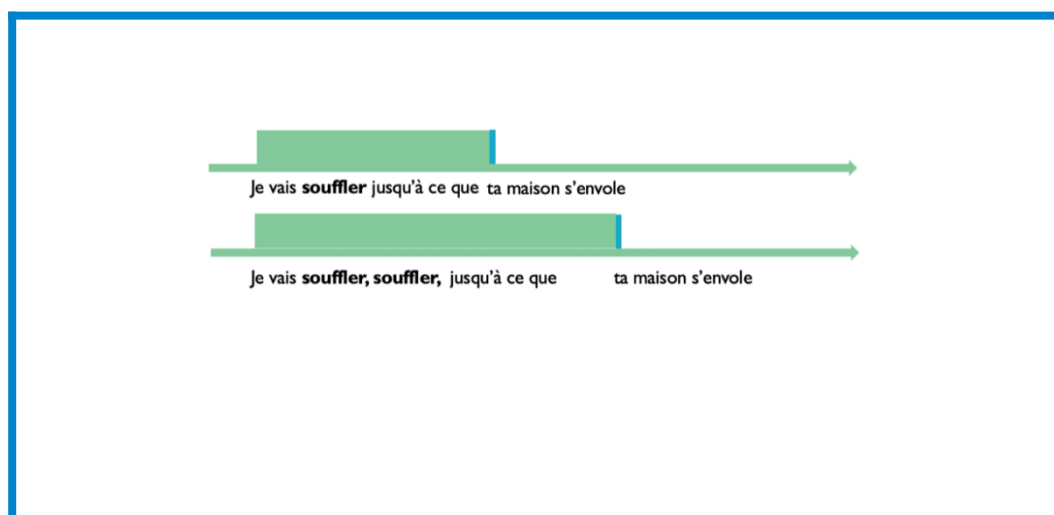 Je vais souffler jusqu'à ce que ta maison s'envole
Je vais souffler, souffler, jusqu'à ce que ta maison s'envole